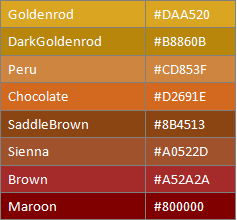 Goldenrod #DAA520
DarkGoldenrod #B8860B
Peru #CD853F
Chocolate #D2691E
SaddleBrown #8B4513
Sienna #A0522D
Brown #A52A2A
Maroon #800000